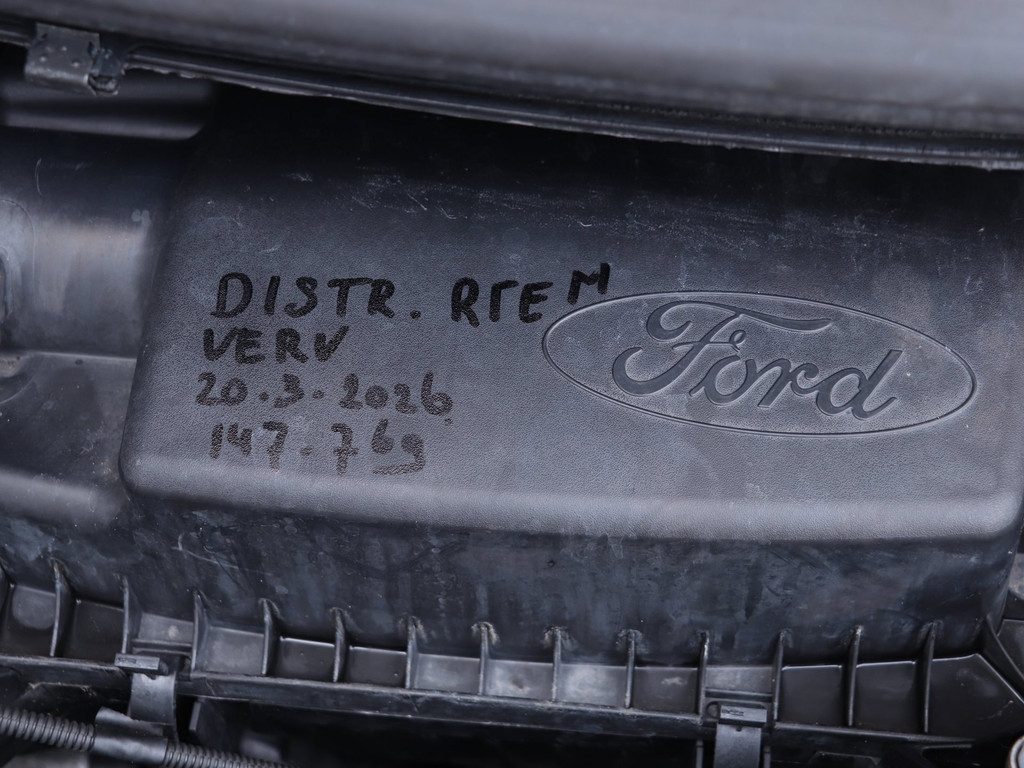 DISTR. RIEM
VERV
20.3.2026
147.769
Ford